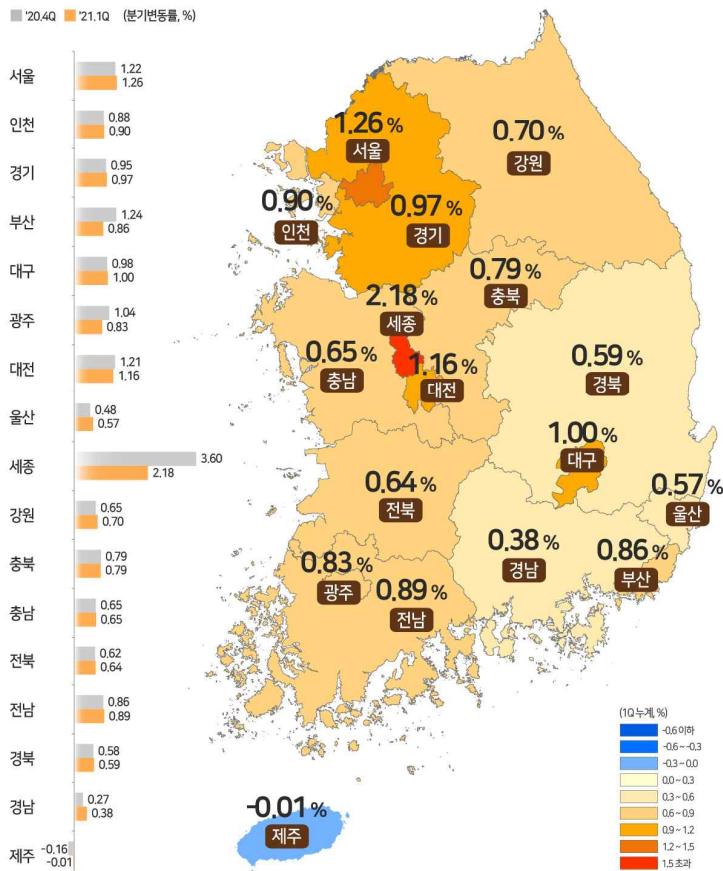 '20.4Q '21.1Q (분기변동률, %)
서울 1.22
1.26
인천 0.88
0.90
경기 0.95
0.97
부산 1.24
0.86
대구 0.98
1.00
광주 1.04
0.83
대전 1.21
1.16
울산 0.48
0.57
세종 3.60
2.18
강원 0.65
0.70
충북 0.79
0.79
충남 0.65
0.65
전북 0.62
0.64
전남 0.86
0.89
경북 0.58
0.59
경남 0.27
0.38
제주 -0.16
-0.01
1.26 %
서울
0.70 %
강원
0.90 %
인천
0.97 %
경기
0.79 %
충북
2.18 %
세종
0.65 %
충남
1.16 %
대전
0.59 %
경북
1.00 %
대구
0.64 %
전북
0.57 %
울산
0.38 %
경남
0.86 %
부산
0.83 %
광주
0.89 %
전남
-0.01 %
제주
(1Q 누계, %)
-0.6 이하
-0.6 ~ -0.3
-0.3 ~ 0.0
0.0 ~ 0.3
0.3 ~ 0.6
0.6 ~ 0.9
0.9 ~ 1.2
1.2 ~ 1.5
1.5 초과